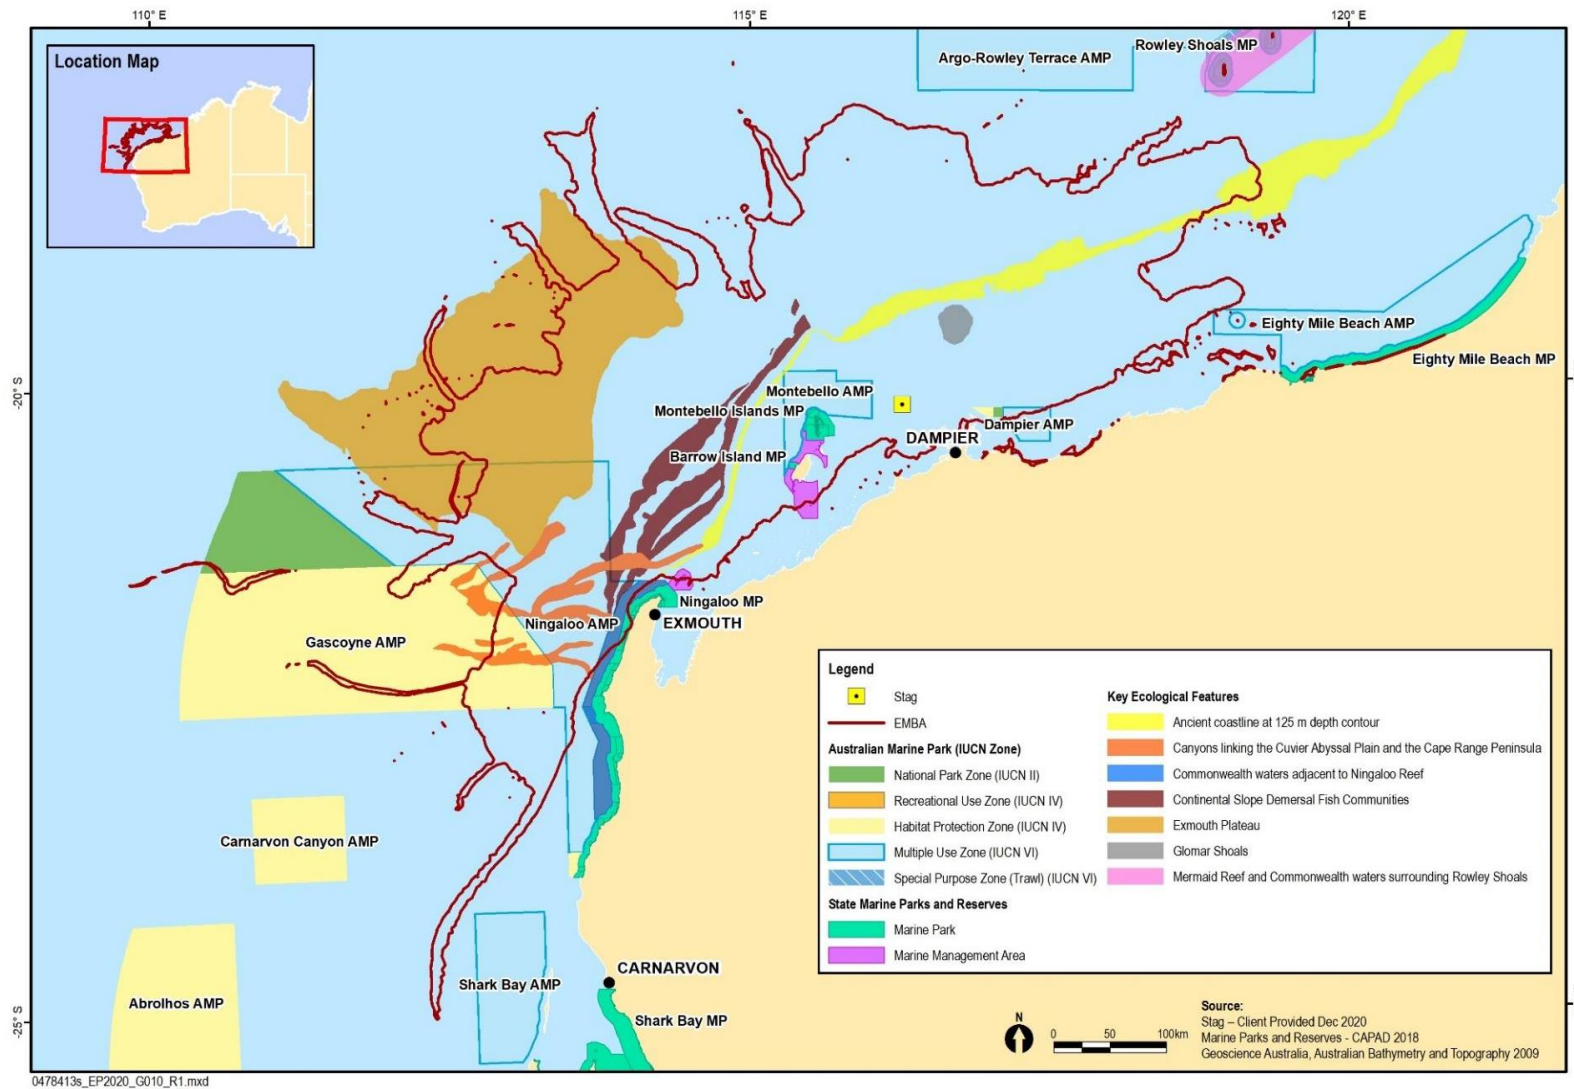 110° E
115° E
120° E
Location Map
Argo-Rowley Terrace AMP
Rowley Shoals MP
Eighty Mile Beach AMP
Eighty Mile Beach MP
-20° S
Montebello AMP
Montebello Islands MP
Dampier AMP
DAMPIER
Barrow Island MP
Ningaloo MP
EXMOUTH
Ningaloo AMP
Gascoyne AMP
Carnarvon Canyon AMP
CARNARVON
Shark Bay AMP
Abrolhos AMP
Shark Bay MP
-25° S
Legend
Stag
EMBA
Australian Marine Park (IUCN Zone)
National Park Zone (IUCN II)
Recreational Use Zone (IUCN IV)
Habitat Protection Zone (IUCN IV)
Multiple Use Zone (IUCN VI)
Special Purpose Zone (Trawl) (IUCN VI)
State Marine Parks and Reserves
Marine Park
Marine Management Area
Key Ecological Features
Ancient coastline at 125 m depth contour
Canyons linking the Cuvier Abyssal Plain and the Cape Range Peninsula
Commonwealth waters adjacent to Ningaloo Reef
Continental Slope Demersal Fish Communities
Exmouth Plateau
Glomar Shoals
Mermaid Reef and Commonwealth waters surrounding Rowley Shoals
N
0 50 100km
Source:
Stag – Client Provided Dec 2020
Marine Parks and Reserves - CAPAD 2018
Geoscience Australia, Australian Bathymetry and Topography 2009
0478413s_EP2020_G010_R1.mxd